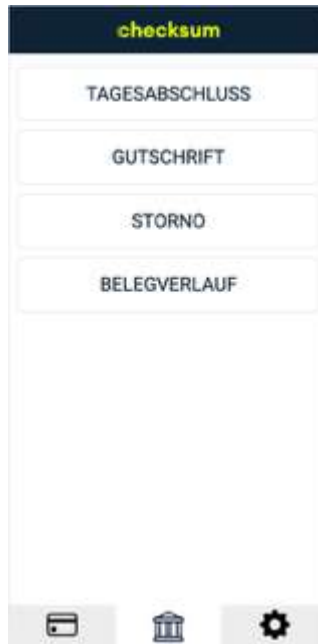 checksum
TAGESABSCHLUSS
GUTSCHRIFT
STORNO
BELEGVERLAUF